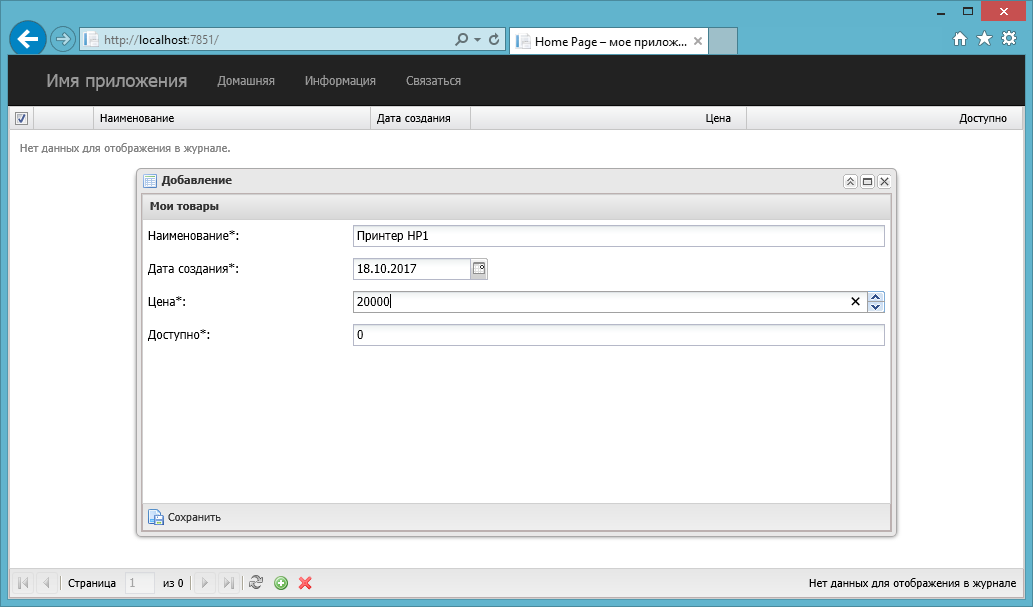 http://localhost:7851/
Home Page – мое прилож...
Имя приложения Домашняя Информация Связаться
Наименование Дата создания Цена Доступно
Нет данных для отображения в журнале.
Добавление
Мои товары
Наименование*: Принтер HP1
Дата создания*: 18.10.2017
Цена*: 20000
Доступно*: 0
Сохранить
Страница 1 из 0 Нет данных для отображения в журнале